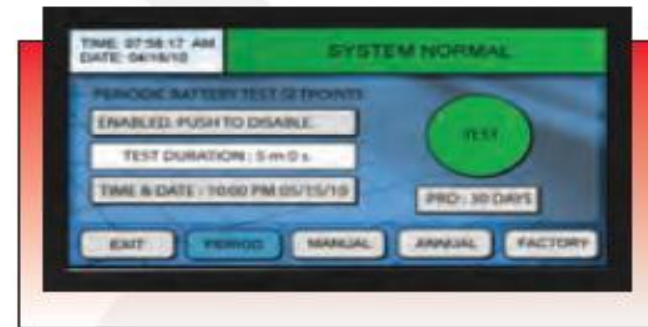 TIME: 07:58:17 AM
DATE: 04/16/10
SYSTEM NORMAL
PERIODIC BATTERY TEST SETPOINTS
ENABLED: PUSH TO DISABLE.
TEST DURATION : 5 m 0 s
TIME & DATE : 10:00 PM 05/15/10
TEST
PRD : 30 DAYS
EXIT
PERIOD
MANUAL
ANNUAL
FACTORY